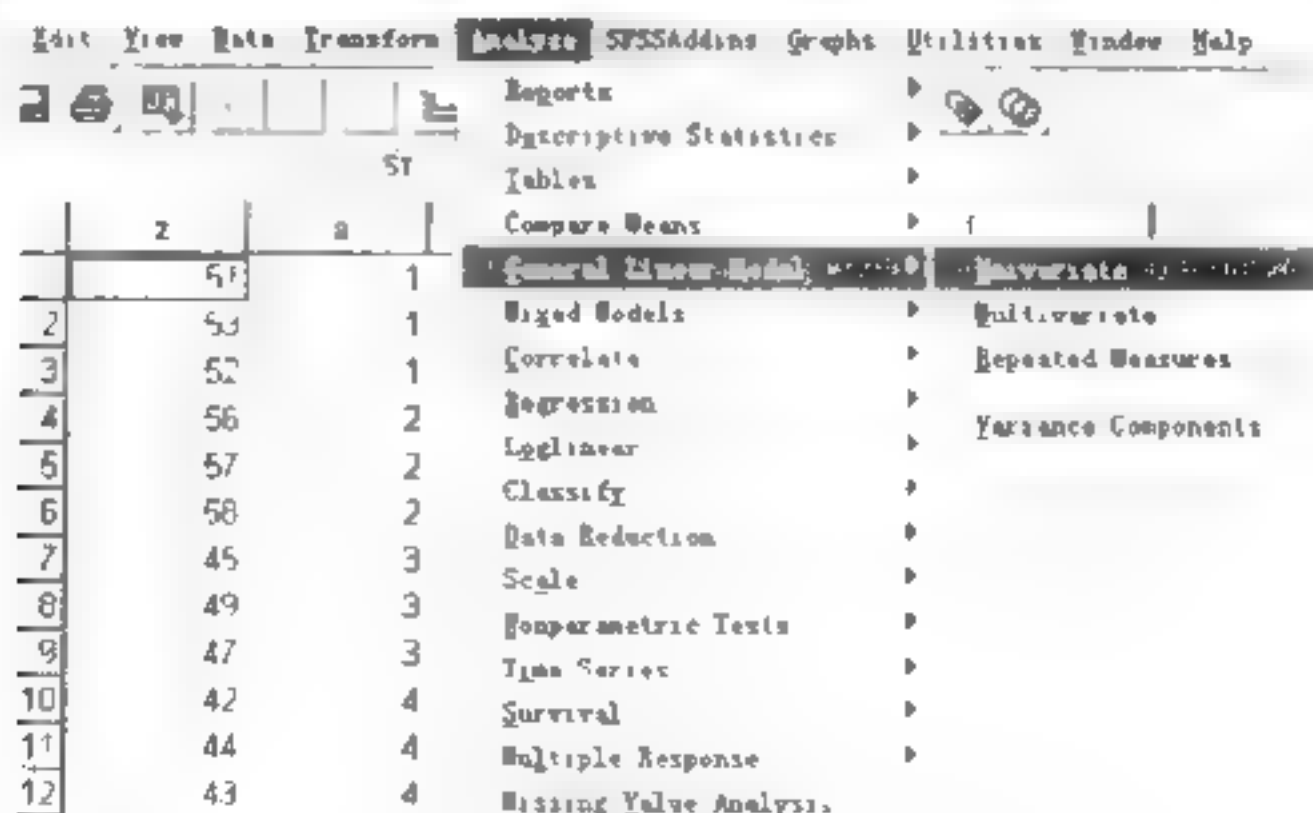 Edit View Data Transform Analyze SPSSAddins Graphs Utilities Window Help
Reports
Descriptive Statistics
Tables
Compare Means
General Linear Model Univariate
Mixed Models Multivariate
Correlate Repeated Measures
Regression
Loglinear Variance Components
Classify
Data Reduction
Scale
Nonparametric Tests
Time Series
Survival
Multiple Response
Missing Value Analysis
2
51 1
2 53 1
3 52 1
4 56 2
5 57 2
6 58 2
7 45 3
8 49 3
9 47 3
10 42 4
11 44 4
12 43 4